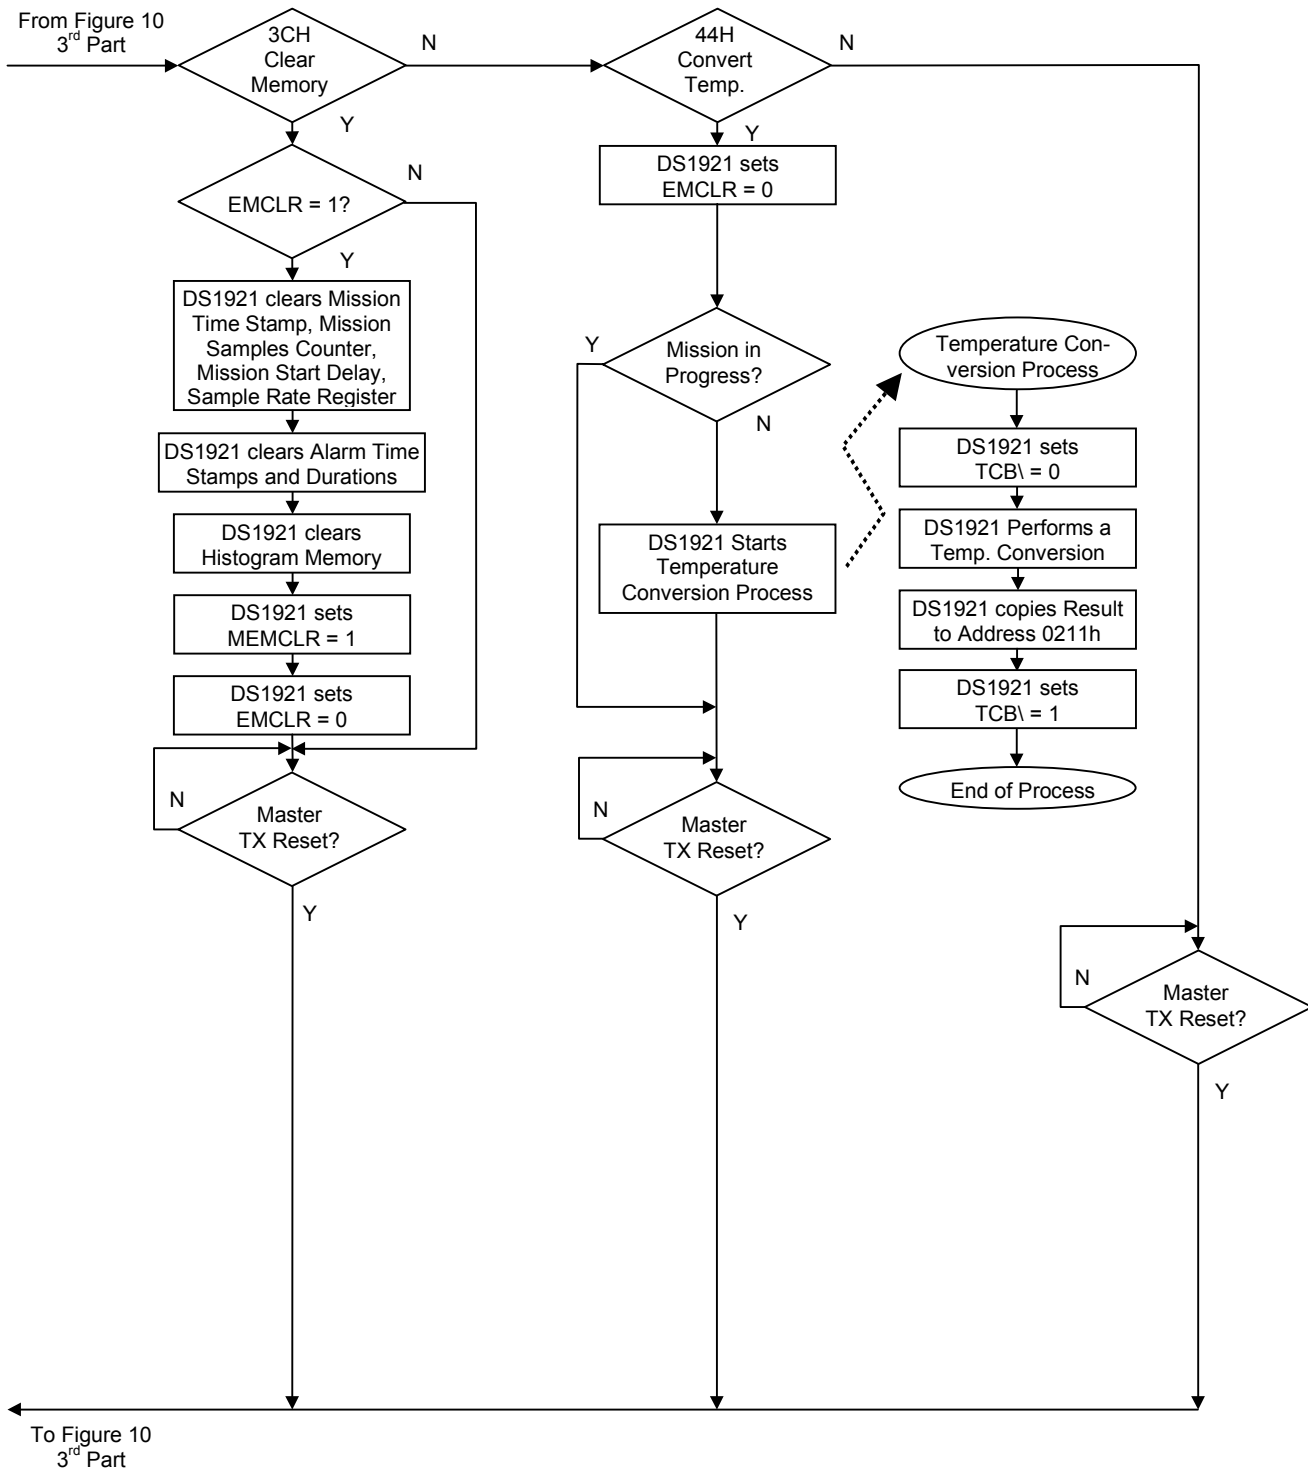 From Figure 10
3rd Part
3CH
Clear
Memory
N
Y
44H
Convert
Temp.
N
Y
EMCLR = 1?
N
Y
DS1921 sets
EMCLR = 0
DS1921 clears Mission
Time Stamp, Mission
Samples Counter,
Mission Start Delay,
Sample Rate Register
DS1921 clears Alarm Time
Stamps and Durations
DS1921 clears
Histogram Memory
DS1921 sets
MEMCLR = 1
DS1921 sets
EMCLR = 0
N
Master
TX Reset?
Y
Y
Mission in
Progress?
N
DS1921 Starts
Temperature
Conversion Process
N
Master
TX Reset?
Y
Temperature Con-
version Process
DS1921 sets
TCB\ = 0
DS1921 Performs a
Temp. Conversion
DS1921 copies Result
to Address 0211h
DS1921 sets
TCB\ = 1
End of Process
N
Master
TX Reset?
Y
To Figure 10
3rd Part